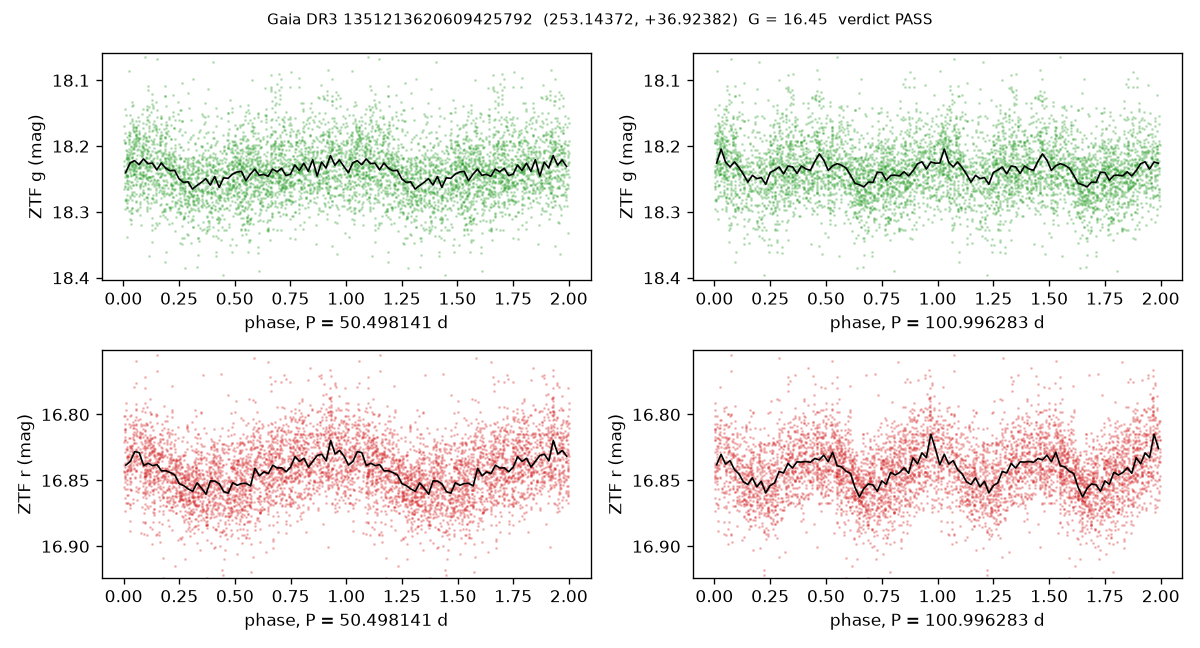 Gaia DR3 1351213620609425792 (253.14372, +36.92382) G = 16.45 verdict PASS
ZTF g (mag)
18.1
18.2
18.3
18.4
0.00 0.25 0.50 0.75 1.00 1.25 1.50 1.75 2.00
phase, P = 50.498141 d
ZTF g (mag)
18.1
18.2
18.3
18.4
0.00 0.25 0.50 0.75 1.00 1.25 1.50 1.75 2.00
phase, P = 100.996283 d
ZTF r (mag)
16.80
16.85
16.90
0.00 0.25 0.50 0.75 1.00 1.25 1.50 1.75 2.00
phase, P = 50.498141 d
ZTF r (mag)
16.80
16.85
16.90
0.00 0.25 0.50 0.75 1.00 1.25 1.50 1.75 2.00
phase, P = 100.996283 d